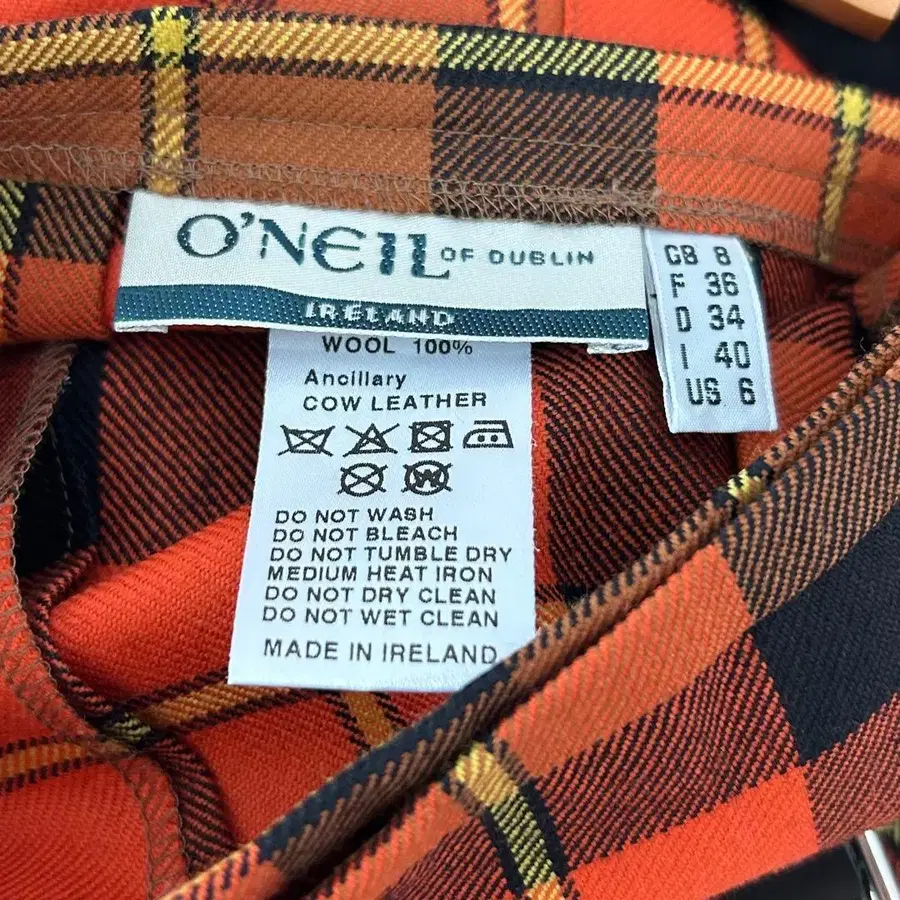 O'NEIL OF DUBLIN
IRELAND
GB 8
F 36
D 34
I 40
US 6
WOOL 100%
Ancillary
COW LEATHER
DO NOT WASH
DO NOT BLEACH
DO NOT TUMBLE DRY
MEDIUM HEAT IRON
DO NOT DRY CLEAN
DO NOT WET CLEAN
MADE IN IRELAND